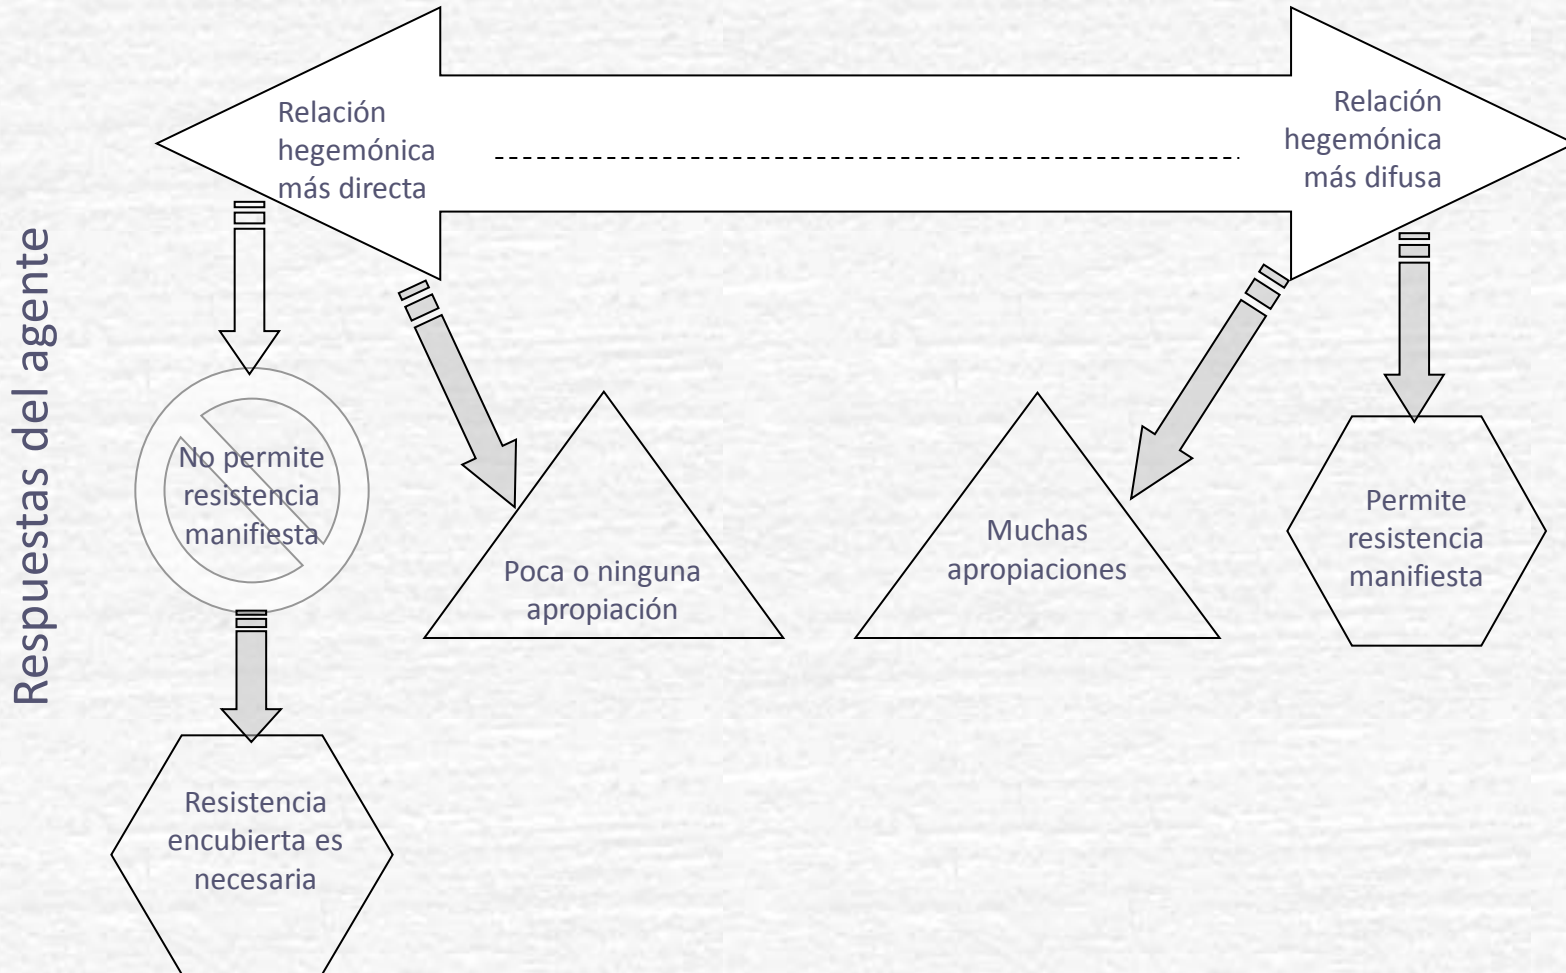 Respuestas del agente
Relación
hegemónica
más directa
Relación
hegemónica
más difusa
No permite
resistencia
manifiesta
Poca o ninguna
apropiación
Muchas
apropiaciones
Permite
resistencia
manifiesta
Resistencia
encubierta es
necesaria